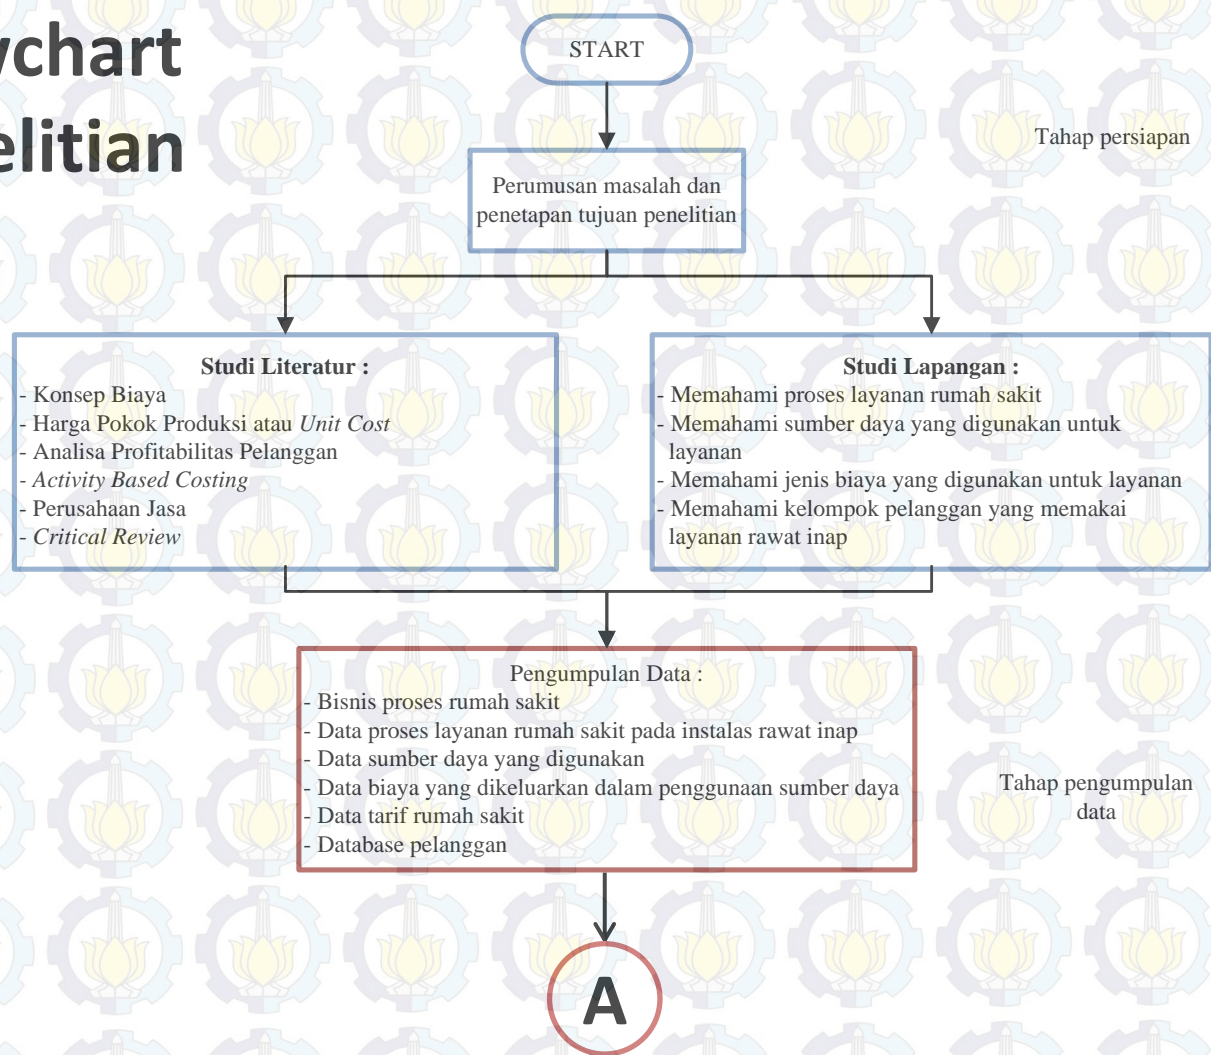 wchart
elitian
START
Tahap persiapan
Perumusan masalah dan
penetapan tujuan penelitian
Studi Literatur :
- Konsep Biaya
- Harga Pokok Produksi atau Unit Cost
- Analisa Profitabilitas Pelanggan
- Activity Based Costing
- Perusahaan Jasa
- Critical Review
Studi Lapangan :
- Memahami proses layanan rumah sakit
- Memahami sumber daya yang digunakan untuk
layanan
- Memahami jenis biaya yang digunakan untuk layanan
- Memahami kelompok pelanggan yang memakai
layanan rawat inap
Pengumpulan Data :
- Bisnis proses rumah sakit
- Data proses layanan rumah sakit pada instalas rawat inap
- Data sumber daya yang digunakan
- Data biaya yang dikeluarkan dalam penggunaan sumber daya
- Data tarif rumah sakit
- Database pelanggan
Tahap pengumpulan
data
A